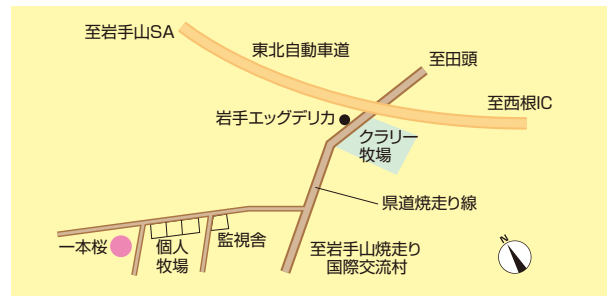 至岩手山SA
東北自動車道
至田頭
至西根IC
岩手エッグデリカ
クラリー
牧場
県道焼走り線
一本桜
個人
牧場
監視舎
至岩手山焼走り
国際交流村
N